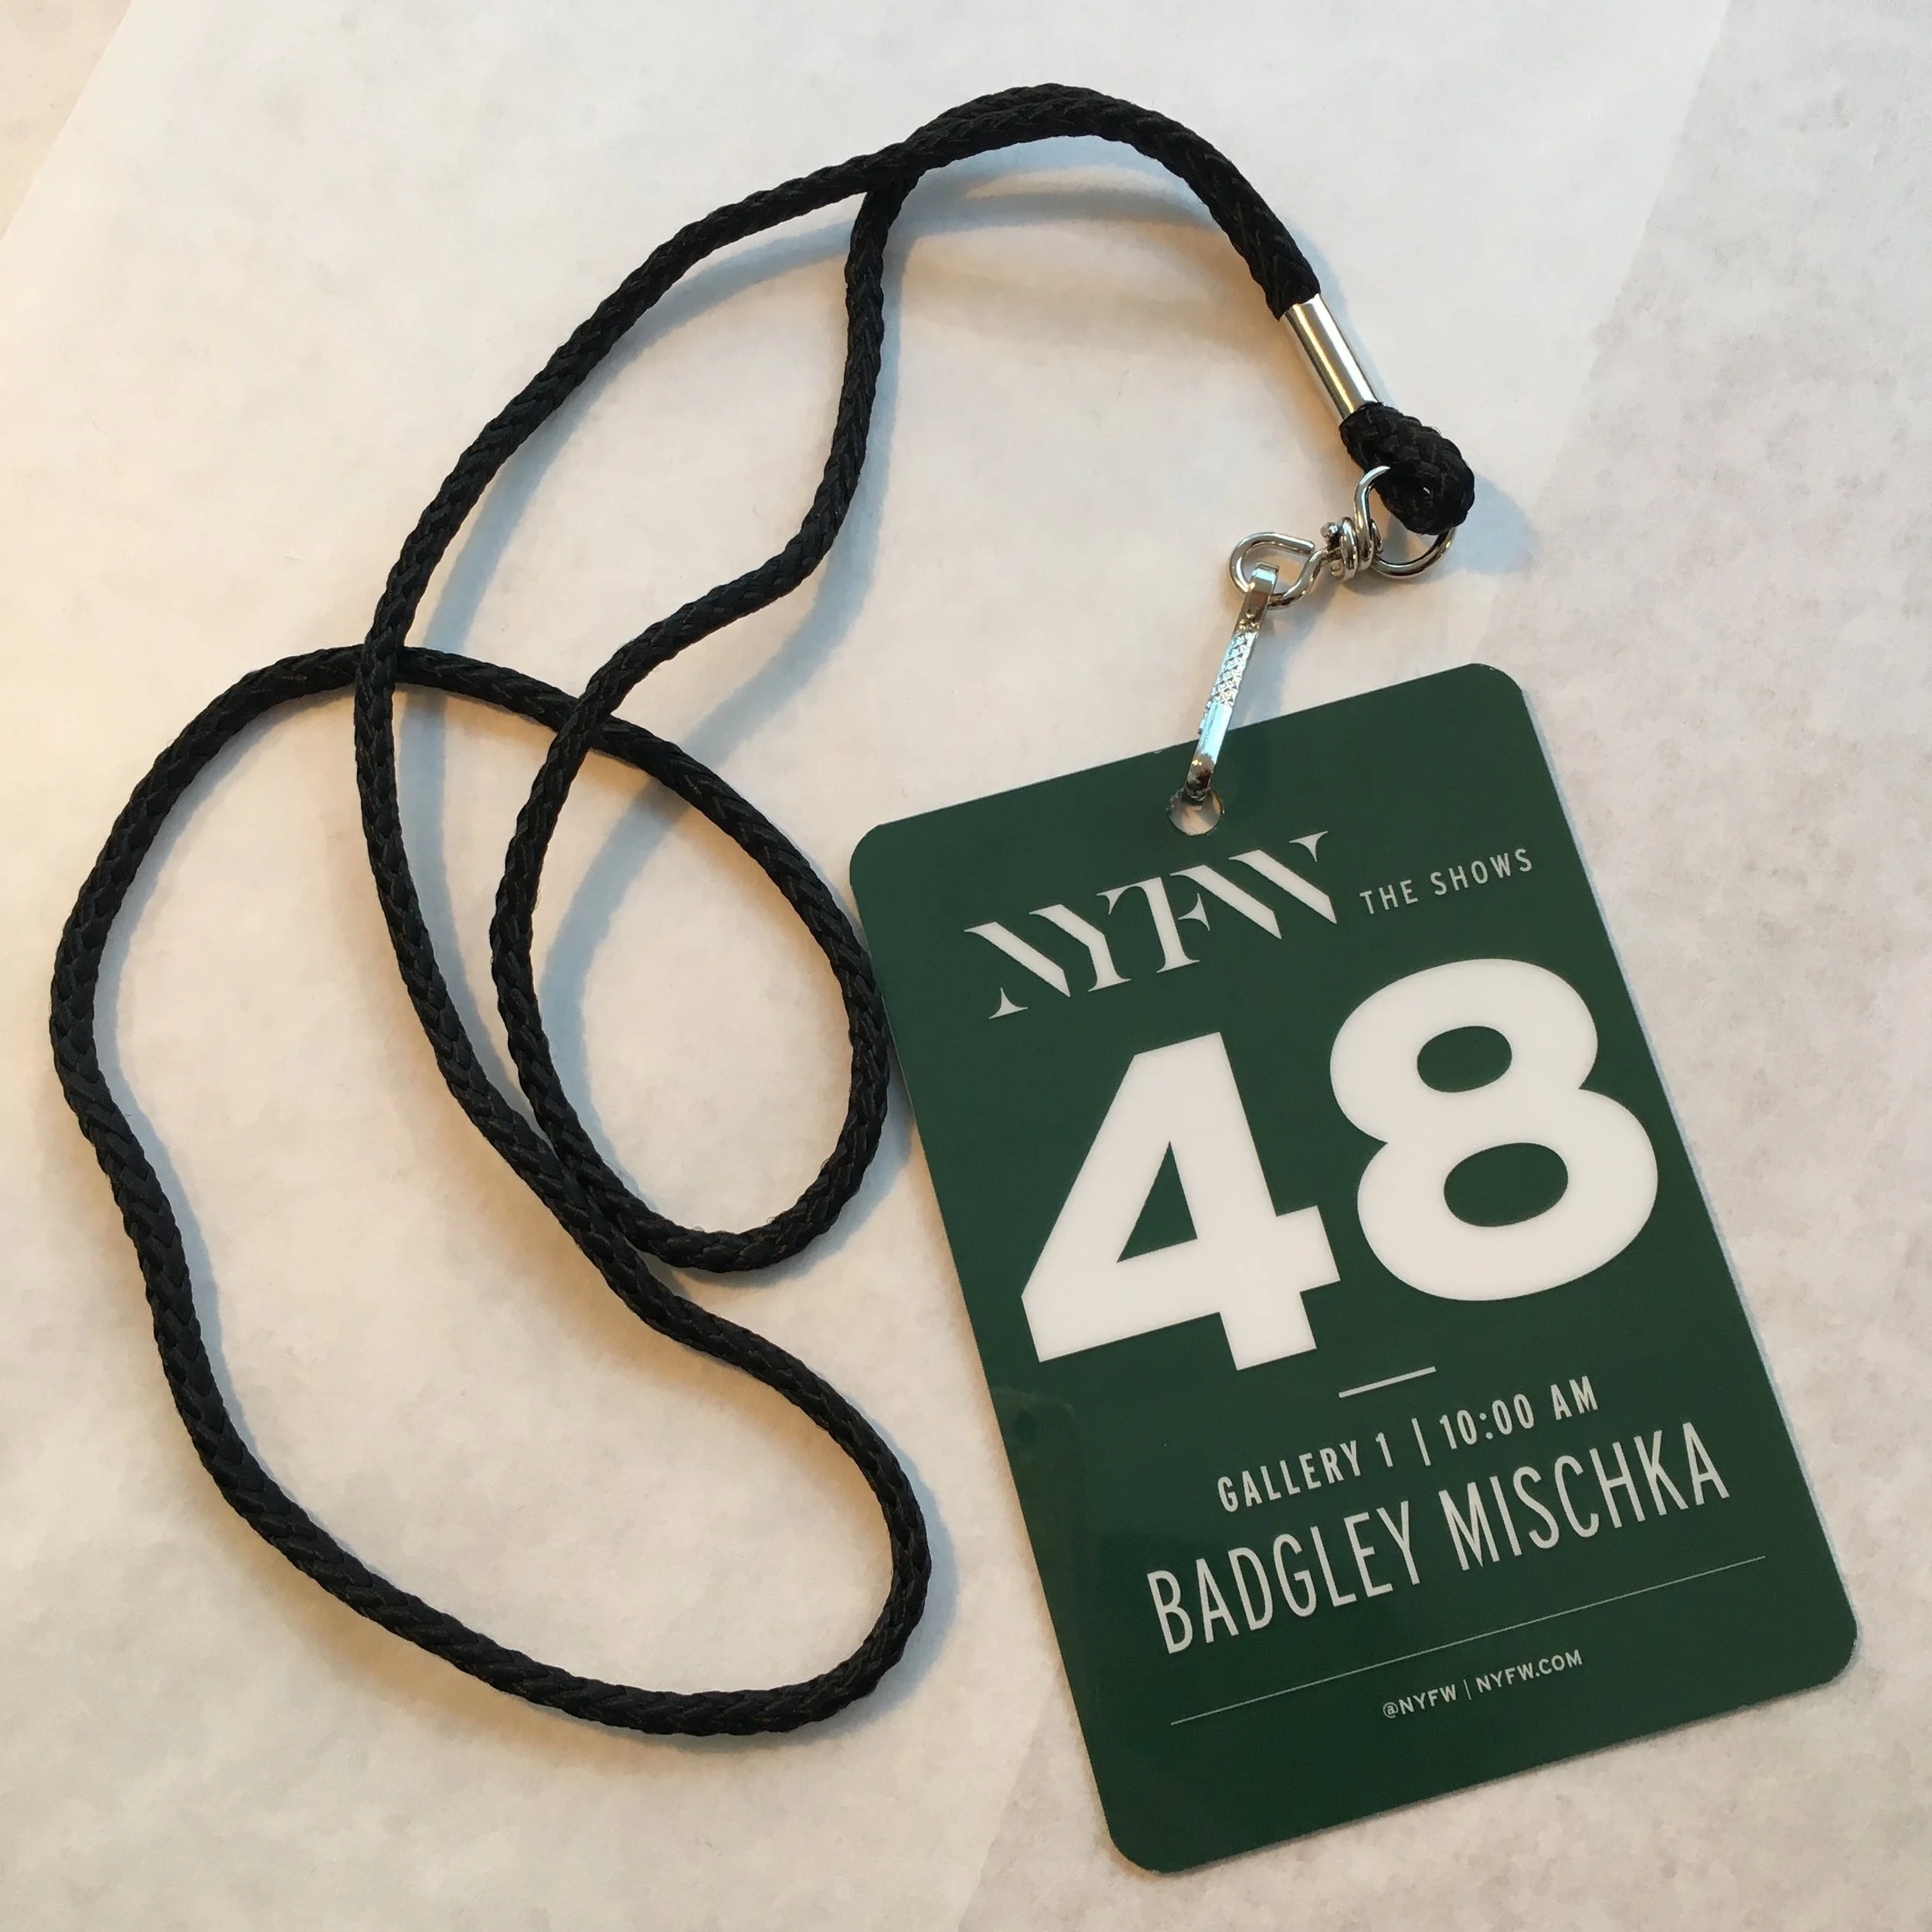 NYFW THE SHOWS
48
GALLERY 1 | 10:00 AM
BADGLEY MISCHKA
@NYFW | NYFW.COM